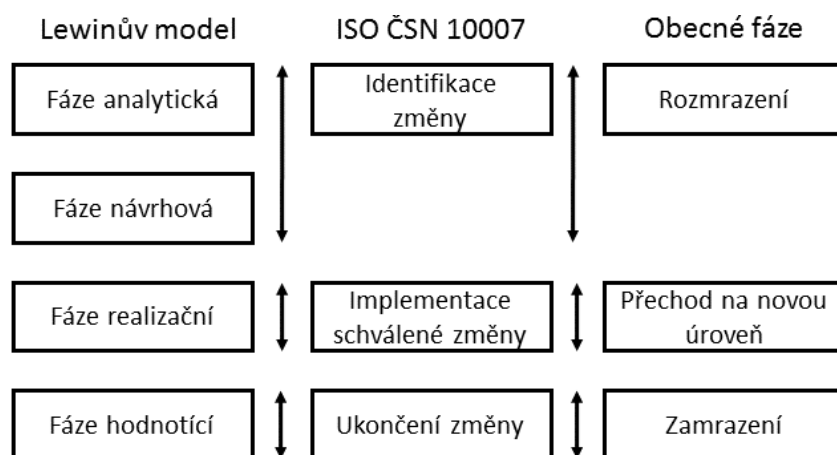 Lewinův model
ISO ČSN 10007
Obecné fáze
Fáze analytická
Identifikace
změny
Rozmrazení
Fáze návrhová
Fáze realizační
Implementace
schválené změny
Přechod na novou
úroveň
Fáze hodnotící
Ukončení změny
Zamrazení